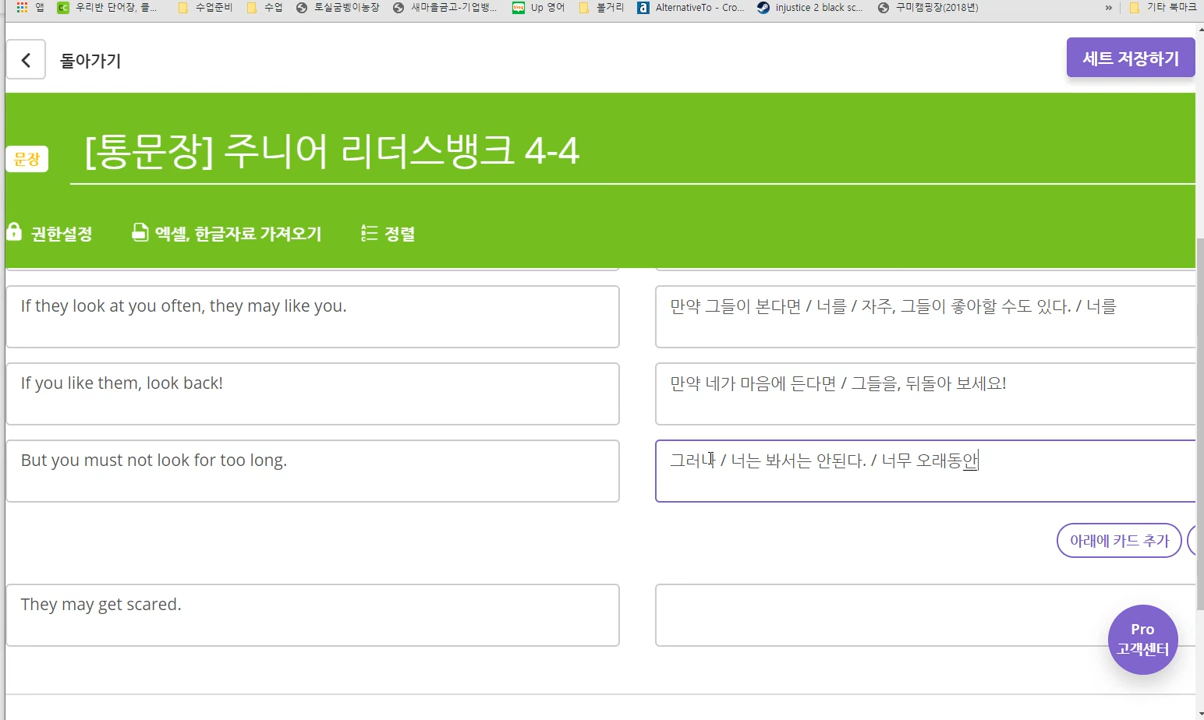 앱 우리반 단어장, 클... 수업준비 수업 토실굼벵이농장 새마을금고-기업뱅... Up 영어 볼거리 AlternativeTo - Cro... injustice 2 black sc... 구미캠핑장(2018년) » 기타 북마크
돌아가기 세트 저장하기
문장 [통문장] 주니어 리더스뱅크 4-4
권한설정 엑셀, 한글자료 가져오기 정렬
If they look at you often, they may like you. 만약 그들이 본다면 / 너를 / 자주, 그들이 좋아할 수도 있다. / 너를
If you like them, look back! 만약 네가 마음에 든다면 / 그들을, 뒤돌아 보세요!
But you must not look for too long. 그러나 / 너는 봐서는 안된다. / 너무 오래동안
아래에 카드 추가
They may get scared.
Pro
고객센터